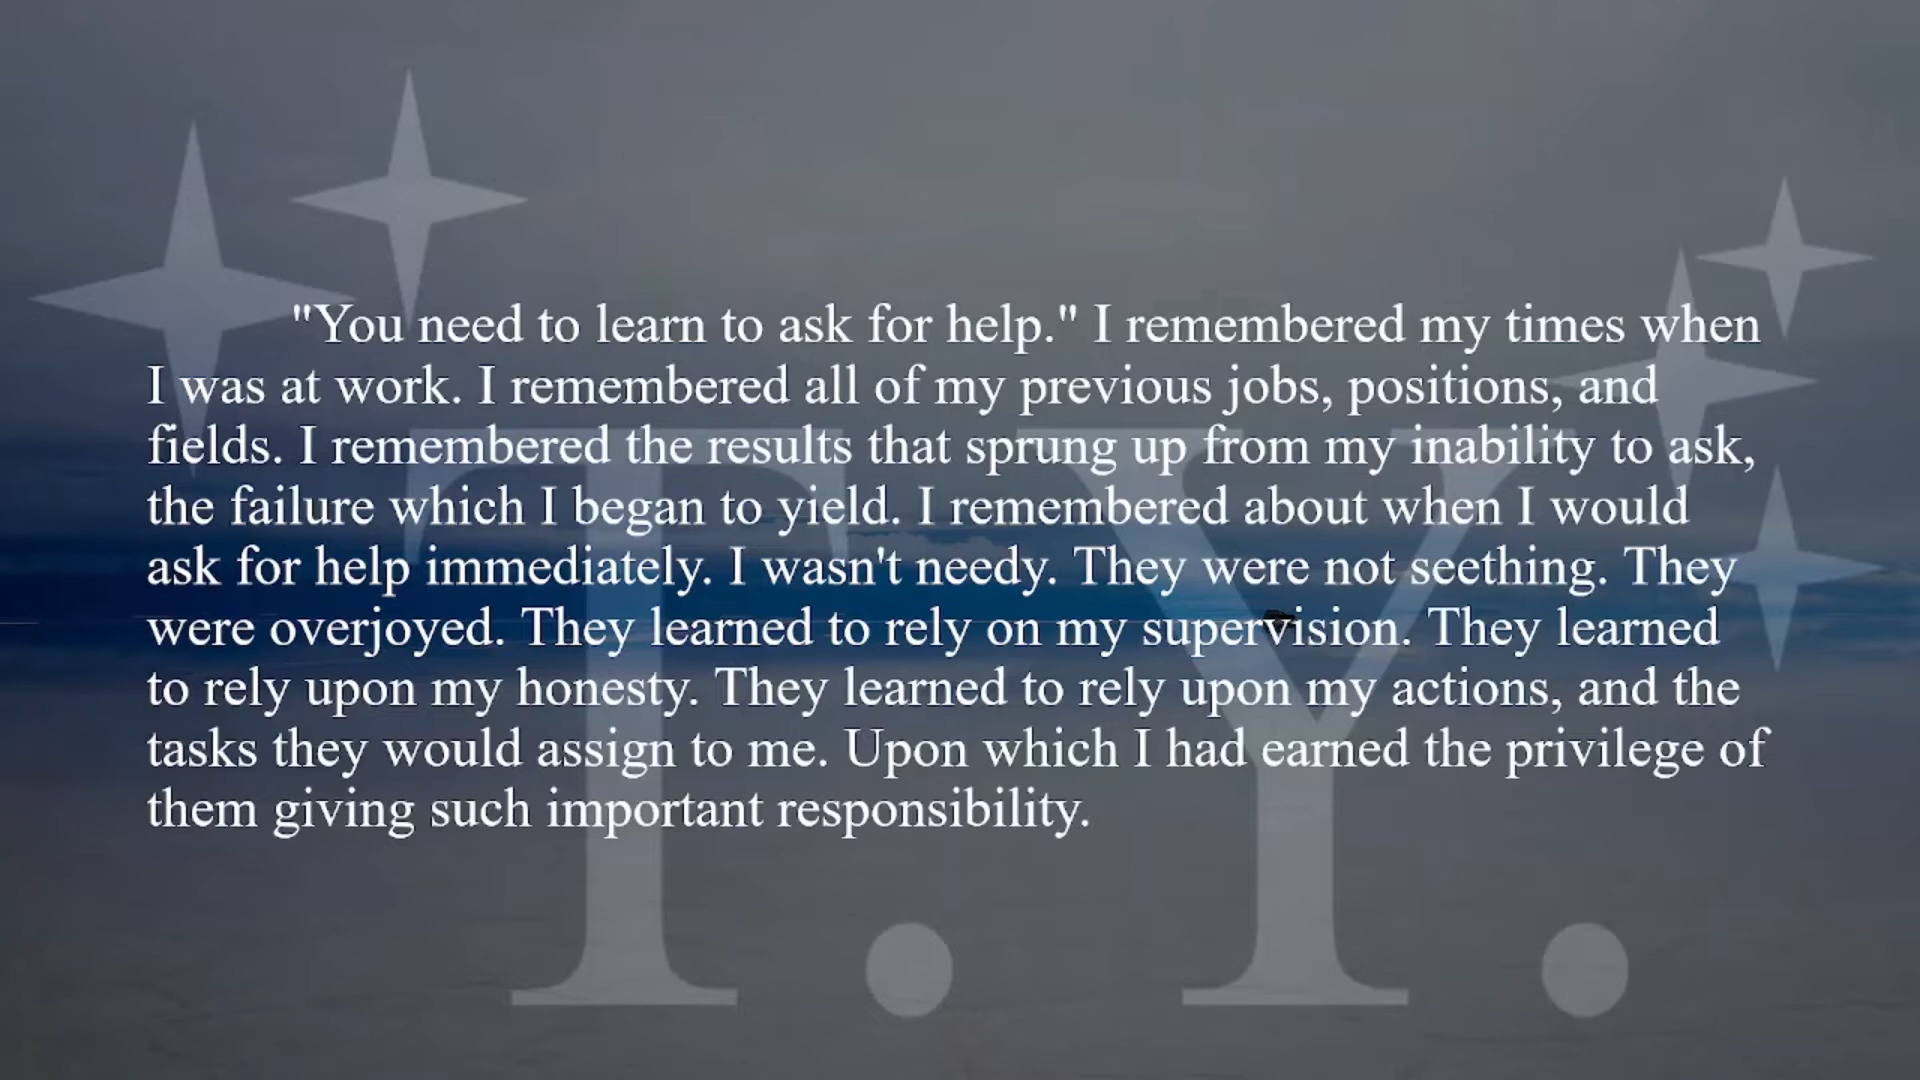 "You need to learn to ask for help." I remembered my times when
I was at work. I remembered all of my previous jobs, positions, and
fields. I remembered the results that sprung up from my inability to ask,
the failure which I began to yield. I remembered about when I would
ask for help immediately. I wasn't needy. They were not seething. They
were overjoyed. They learned to rely on my supervision. They learned
to rely upon my honesty. They learned to rely upon my actions, and the
tasks they would assign to me. Upon which I had earned the privilege of
them giving such important responsibility.
T.Y.